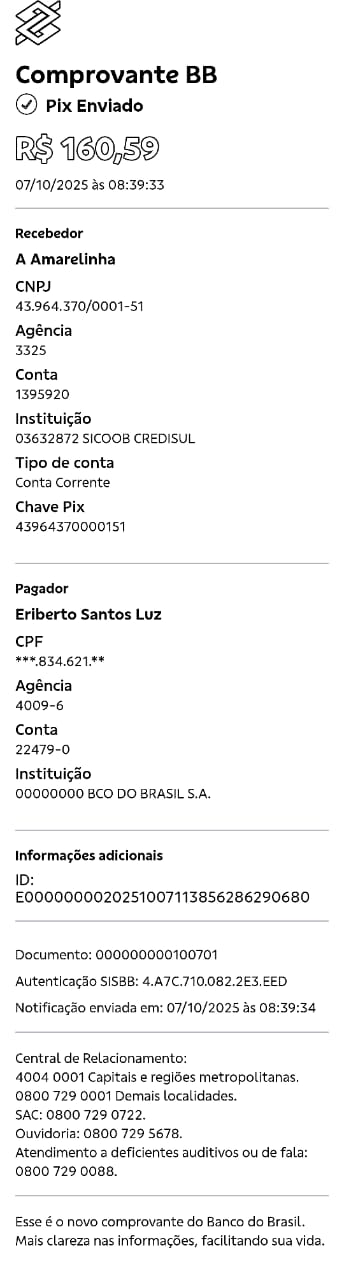 Comprovante BB
Pix Enviado
R$ 160,59
07/10/2025 às 08:39:33
Recebedor
A Amarelinha
CNPJ
43.964.370/0001-51
Agência
3325
Conta
1395920
Instituição
03632872 SICOOB CREDISUL
Tipo de conta
Conta Corrente
Chave Pix
43964370000151
Pagador
Eriberto Santos Luz
CPF
***.834.621.**
Agência
4009-6
Conta
22479-0
Instituição
00000000 BCO DO BRASIL S.A.
Informações adicionais
ID:
E0000000020251007113856286290680
Documento: 000000000100701
Autenticação SISBB: 4.A7C.710.082.2E3.EED
Notificação enviada em: 07/10/2025 às 08:39:34
Central de Relacionamento:
4004 0001 Capitais e regiões metropolitanas.
0800 729 0001 Demais localidades.
SAC: 0800 729 0722.
Ouvidoria: 0800 729 5678.
Atendimento a deficientes auditivos ou de fala:
0800 729 0088.
Esse é o novo comprovante do Banco do Brasil.
Mais clareza nas informações, facilitando sua vida.